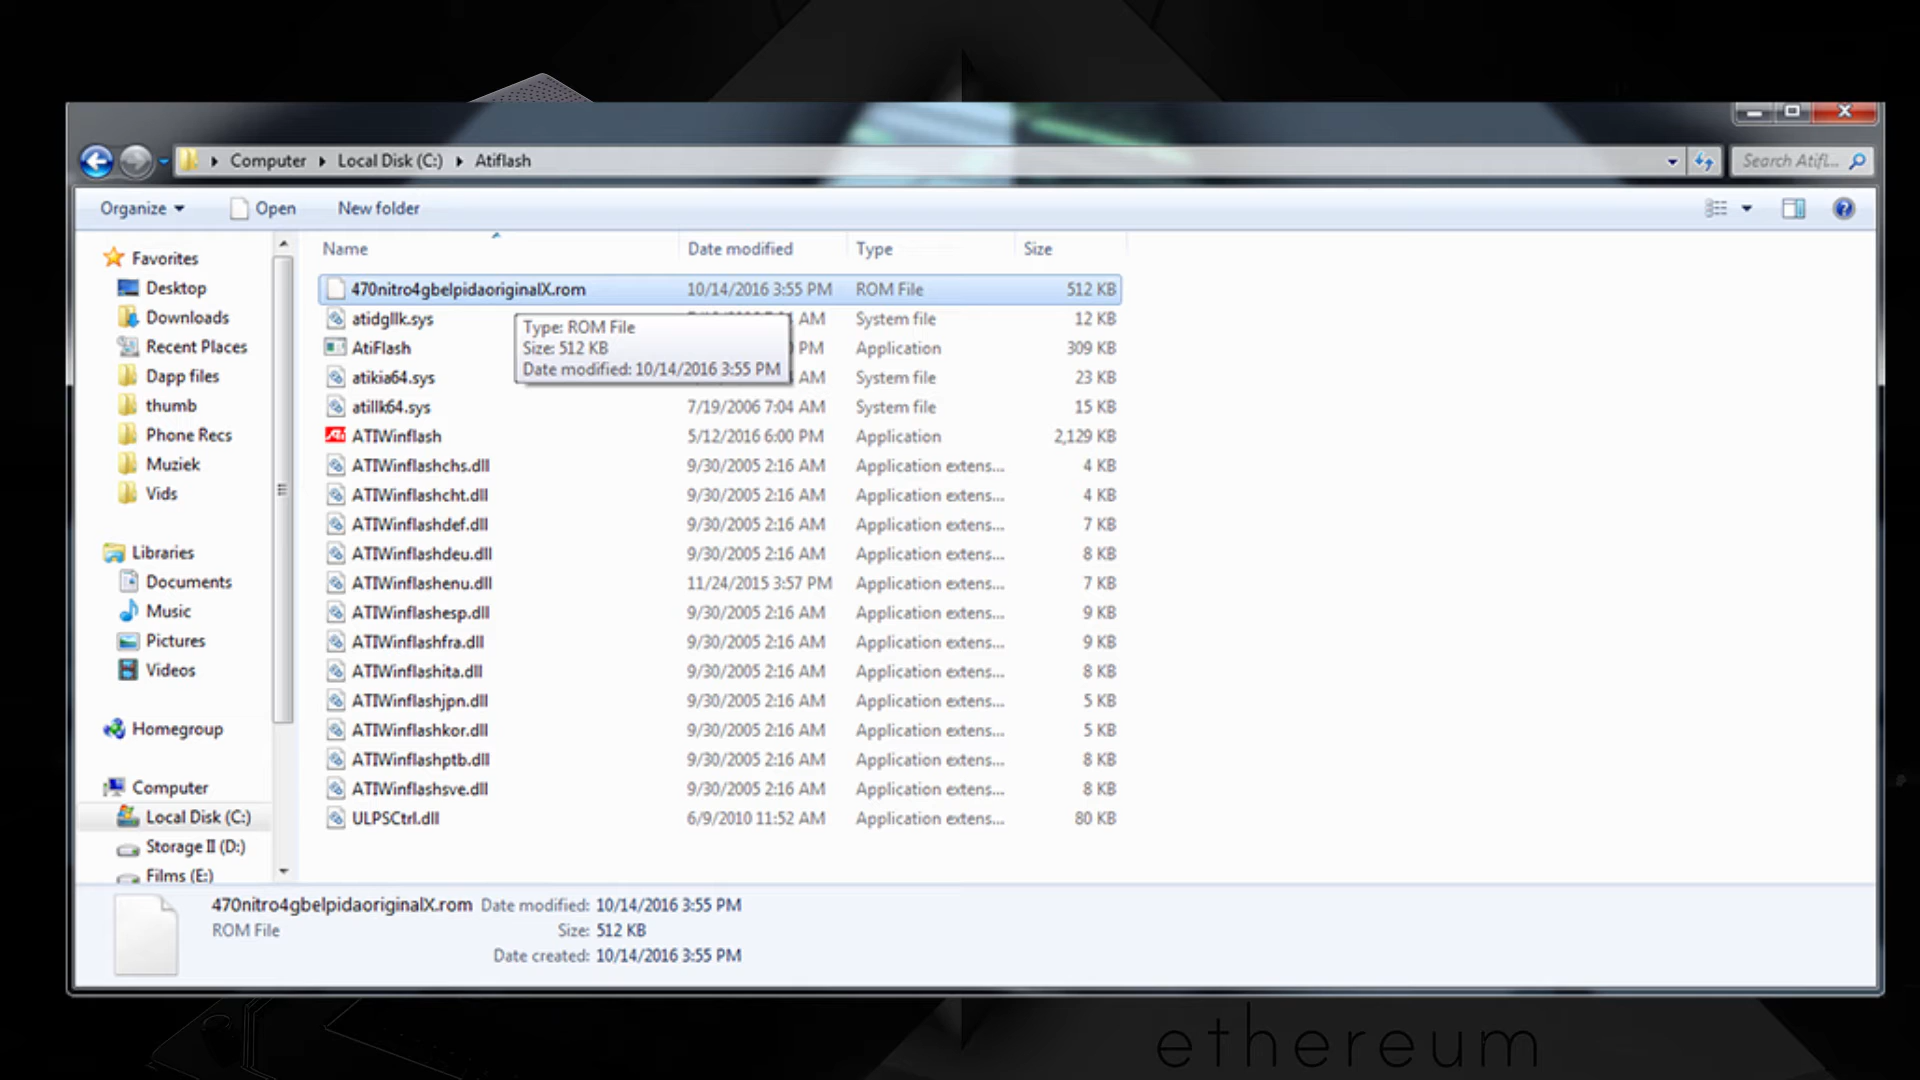 Computer Local Disk (C:) Atiflash
Search Atifl...
Organize Open New folder
Name Date modified Type Size
Favorites
Desktop
Downloads
Recent Places
Dapp files
thumb
Phone Recs
Muziek
Vids
Libraries
Documents
Music
Pictures
Videos
Homegroup
Computer
Local Disk (C:)
Storage II (D:)
Films (E:)
470nitro4gbelpidaoriginalX.rom 10/14/2016 3:55 PM ROM File 512 KB
atidgllk.sys AM System file 12 KB
AtiFlash PM Application 309 KB
atikia64.sys AM System file 23 KB
atillk64.sys 7/19/2006 7:04 AM System file 15 KB
ATIWinflash 5/12/2016 6:00 PM Application 2,129 KB
ATIWinflashchs.dll 9/30/2005 2:16 AM Application extens... 4 KB
ATIWinflashcht.dll 9/30/2005 2:16 AM Application extens... 4 KB
ATIWinflashdef.dll 9/30/2005 2:16 AM Application extens... 7 KB
ATIWinflashdeu.dll 9/30/2005 2:16 AM Application extens... 8 KB
ATIWinflashenu.dll 11/24/2015 3:57 PM Application extens... 7 KB
ATIWinflashesp.dll 9/30/2005 2:16 AM Application extens... 9 KB
ATIWinflashfra.dll 9/30/2005 2:16 AM Application extens... 9 KB
ATIWinflashita.dll 9/30/2005 2:16 AM Application extens... 8 KB
ATIWinflashjpn.dll 9/30/2005 2:16 AM Application extens... 5 KB
ATIWinflashkor.dll 9/30/2005 2:16 AM Application extens... 5 KB
ATIWinflashptb.dll 9/30/2005 2:16 AM Application extens... 8 KB
ATIWinflashsve.dll 9/30/2005 2:16 AM Application extens... 8 KB
ULPSCtrl.dll 6/9/2010 11:52 AM Application extens... 80 KB
Type: ROM File
Size: 512 KB
Date modified: 10/14/2016 3:55 PM
470nitro4gbelpidaoriginalX.rom Date modified: 10/14/2016 3:55 PM
ROM File Size: 512 KB
Date created: 10/14/2016 3:55 PM
ethereum